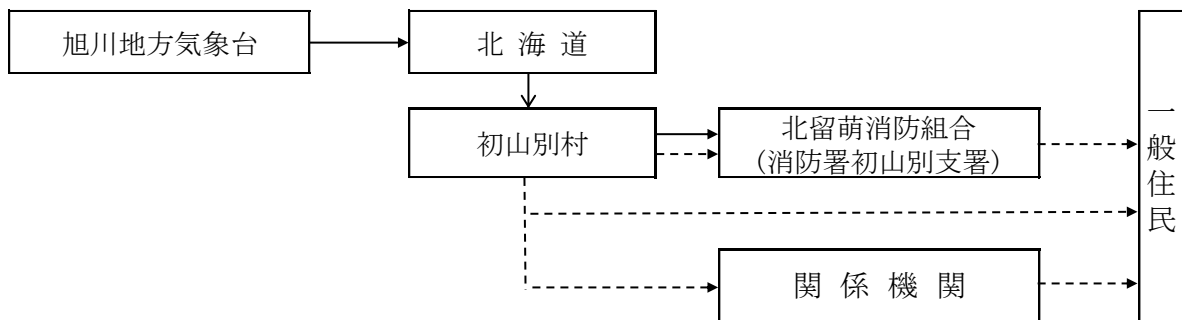 旭川地方気象台
北 海 道
初山別村
北留萌消防組合
(消防署初山別支署)
関 係 機 関
一般住民